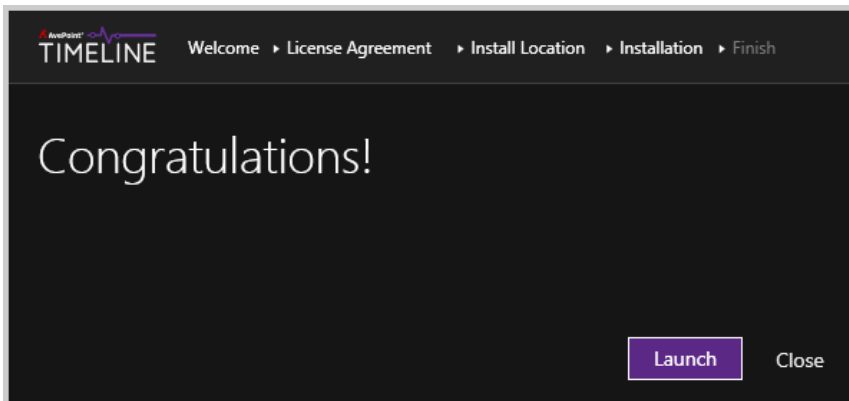 AvePoint
TIMELINE Welcome ▸ License Agreement ▸ Install Location ▸ Installation ▸ Finish
Congratulations!
Launch Close